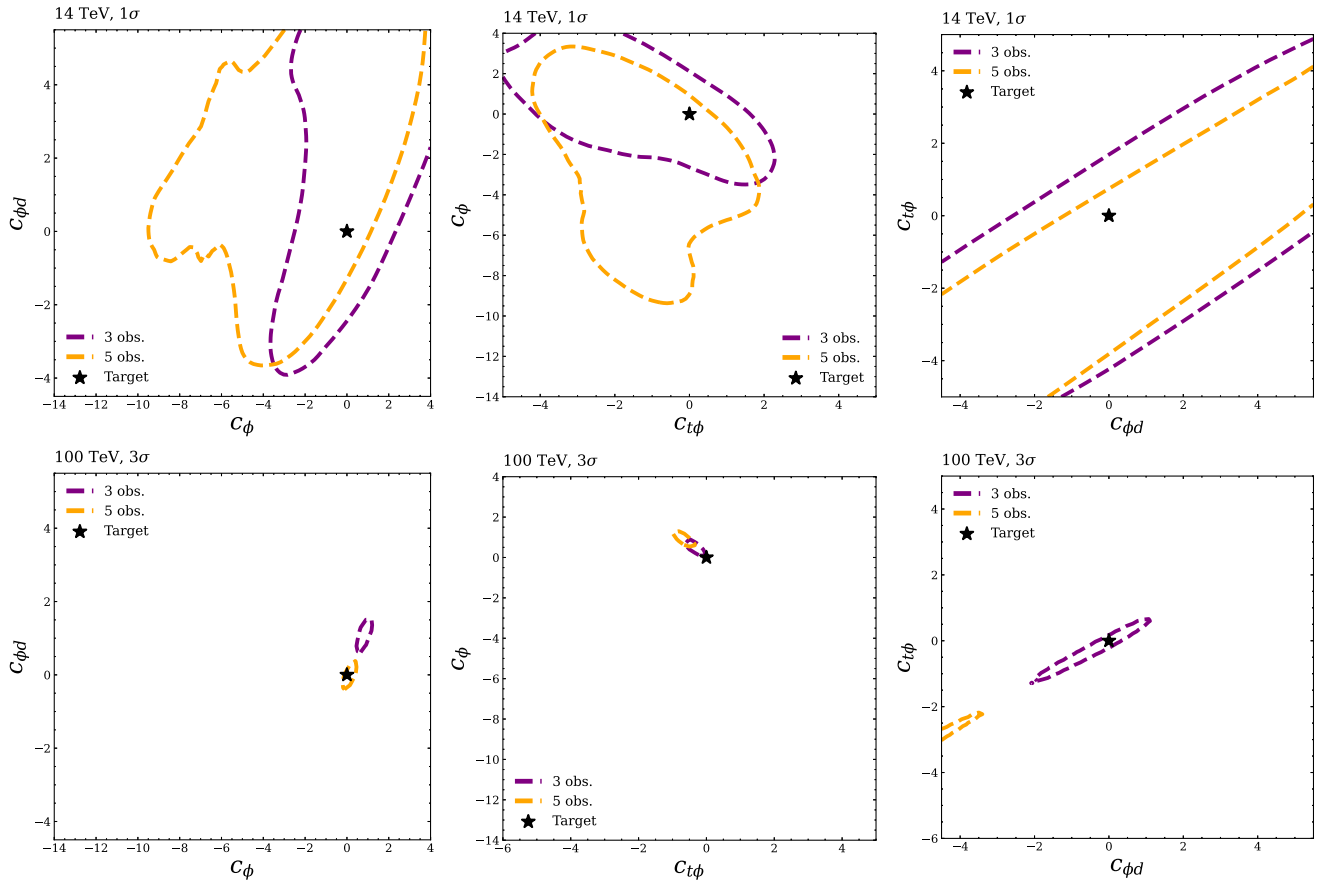 14 TeV, 1σ
4
2
0
−2
−4
−14 −12 −10 −8 −6 −4 −2 0 2 4
c_ϕd
c_ϕ
3 obs.
5 obs.
Target
14 TeV, 1σ
4
2
0
−2
−4
−6
−8
−10
−12
−14
−6 −4 −2 0 2 4
c_ϕ
c_tϕ
3 obs.
5 obs.
Target
14 TeV, 1σ
3 obs.
5 obs.
Target
4
2
0
−2
−4
−4 −2 0 2 4
c_tϕ
c_ϕd
100 TeV, 3σ
3 obs.
5 obs.
Target
4
2
0
−2
−4
−14 −12 −10 −8 −6 −4 −2 0 2 4
c_ϕd
c_ϕ
100 TeV, 3σ
4
2
0
−2
−4
−6
−8
−10
−12
−14
−6 −4 −2 0 2 4
c_ϕ
c_tϕ
3 obs.
5 obs.
Target
100 TeV, 3σ
3 obs.
5 obs.
Target
4
2
0
−2
−4
−6
−4 −2 0 2 4
c_tϕ
c_ϕd